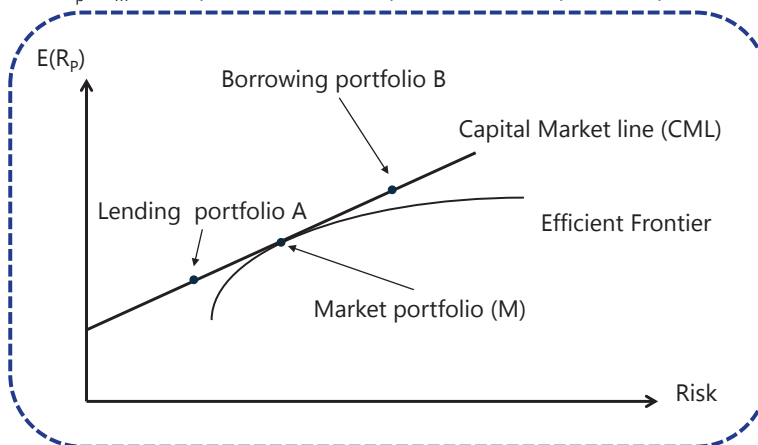 E(Rₚ)
Borrowing portfolio B
Capital Market line (CML)
Lending portfolio A
Efficient Frontier
Market portfolio (M)
Risk